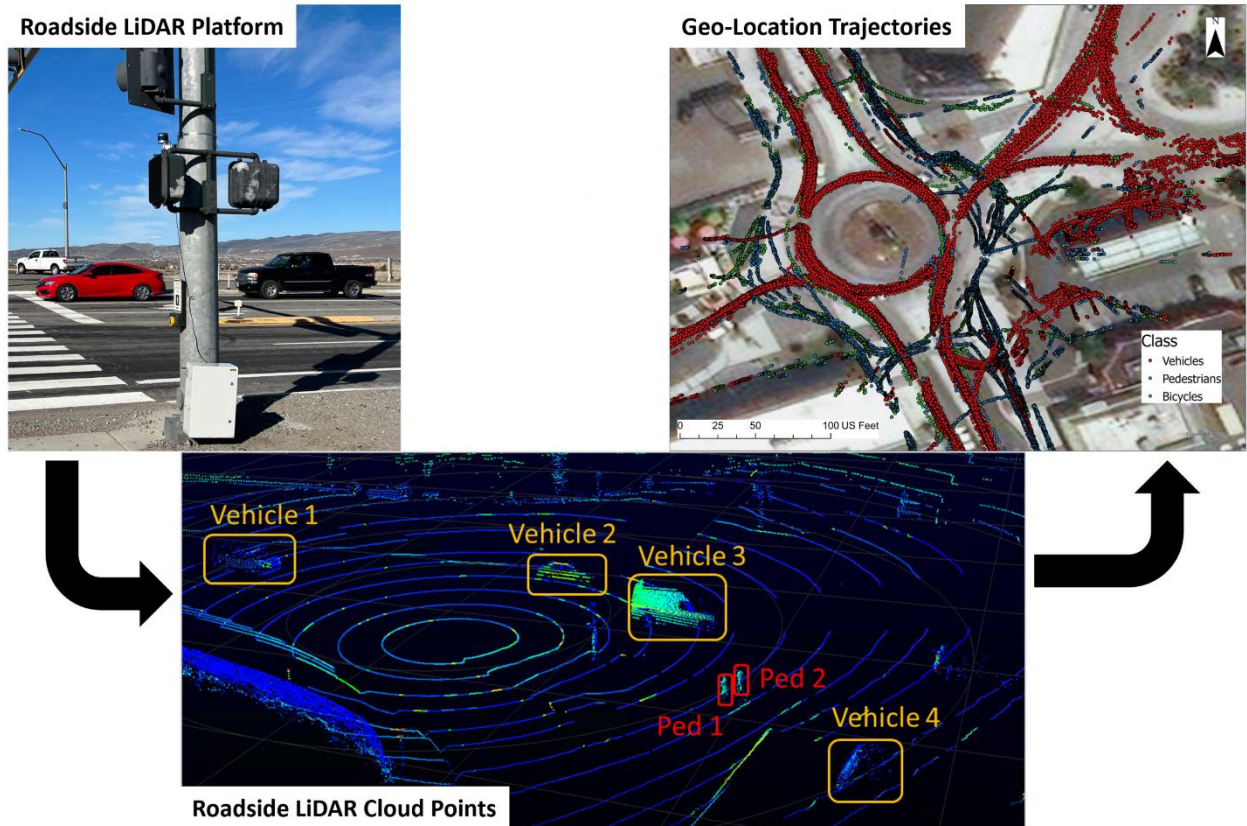 Roadside LiDAR Platform
Geo-Location Trajectories
N
Class
Vehicles
Pedestrians
Bicycles
0 25 50 100 US Feet
Vehicle 1
Vehicle 2
Vehicle 3
Ped 2
Ped 1
Vehicle 4
Roadside LiDAR Cloud Points